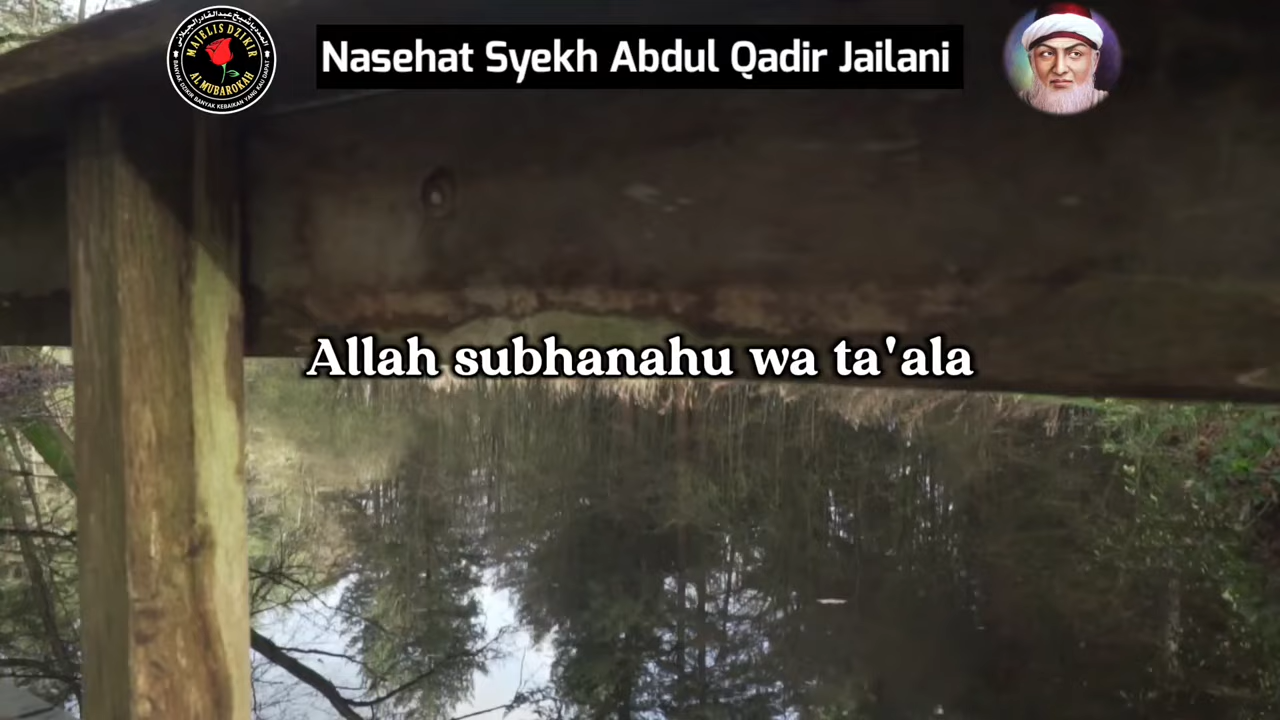 MAJELIS DZIKIR
AL MUBAROKAH
Nasehat Syekh Abdul Qadir Jailani
Allah subhanahu wa ta'ala